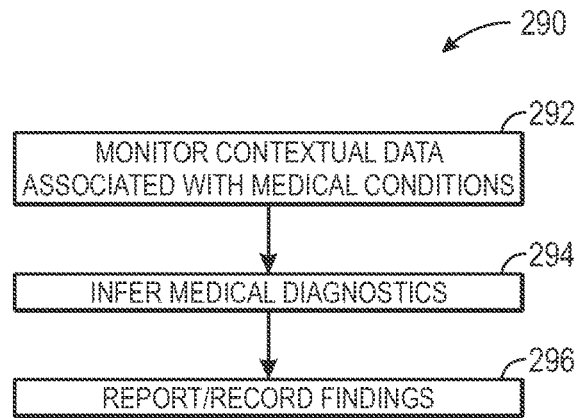 290
292
MONITOR CONTEXTUAL DATA
ASSOCIATED WITH MEDICAL CONDITIONS
294
INFER MEDICAL DIAGNOSTICS
296
REPORT/RECORD FINDINGS